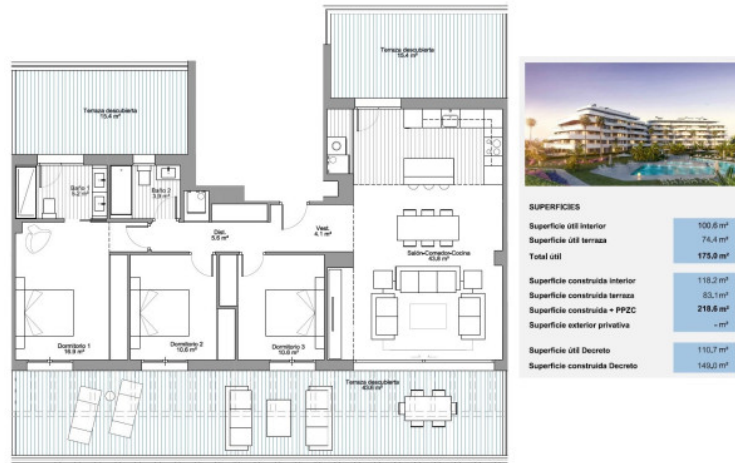 Terraza descubierta
15.4 m²
Terraza descubierta
15.4 m²
Baño 1
5.2 m²
Baño 2
3.9 m²
Dist.
5.6 m²
Vest.
4.1 m²
Salón-Comedor-Cocina
43.8 m²
Dormitorio 1
16.9 m²
Dormitorio 2
10.6 m²
Dormitorio 3
10.6 m²
Terraza descubierta
43.6 m²
SUPERFICIES
Superficie útil interior 100,6 m²
Superficie útil terraza 74,4 m²
Total útil 175,0 m²
Superficie construida interior 118,2 m²
Superficie construida terraza 83,1m²
Superficie construida + PPZC 218,6 m²
Superficie exterior privativa - m²
Superficie útil Decreto 110,7 m²
Superficie construida Decreto 149,0 m²